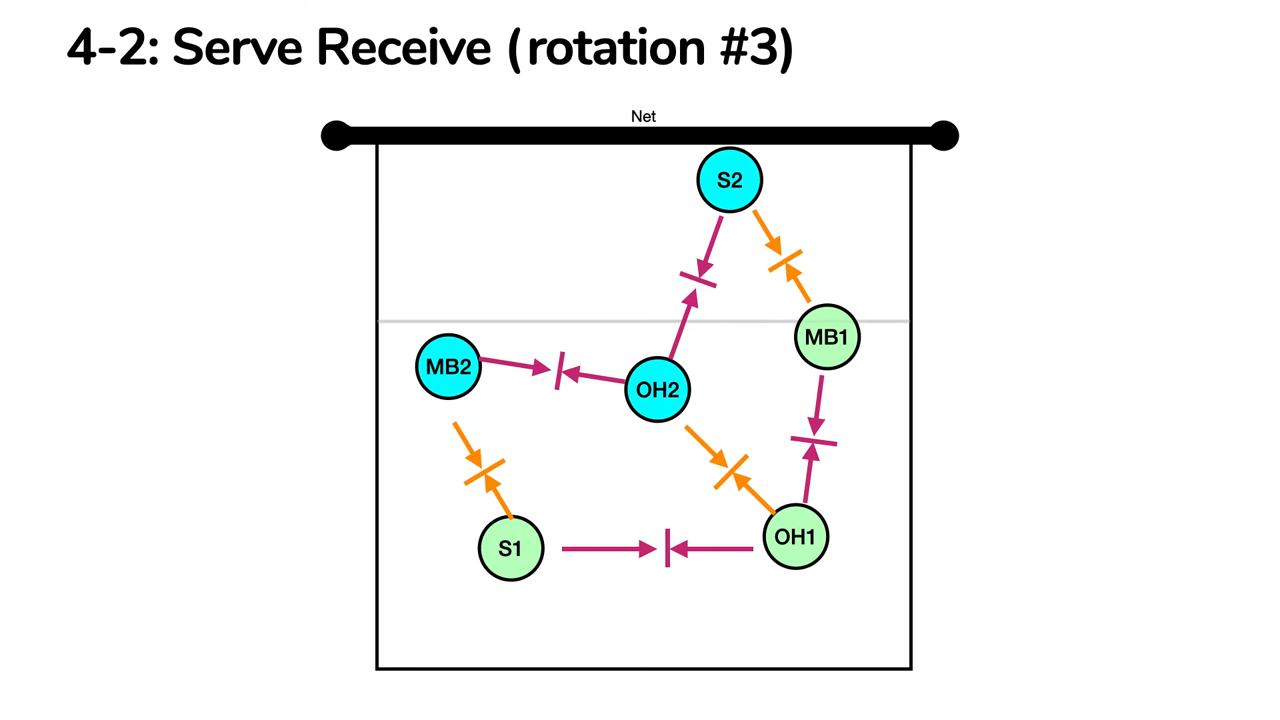 4-2: Serve Receive (rotation #3)
Net
S2
MB1
MB2
OH2
S1
OH1